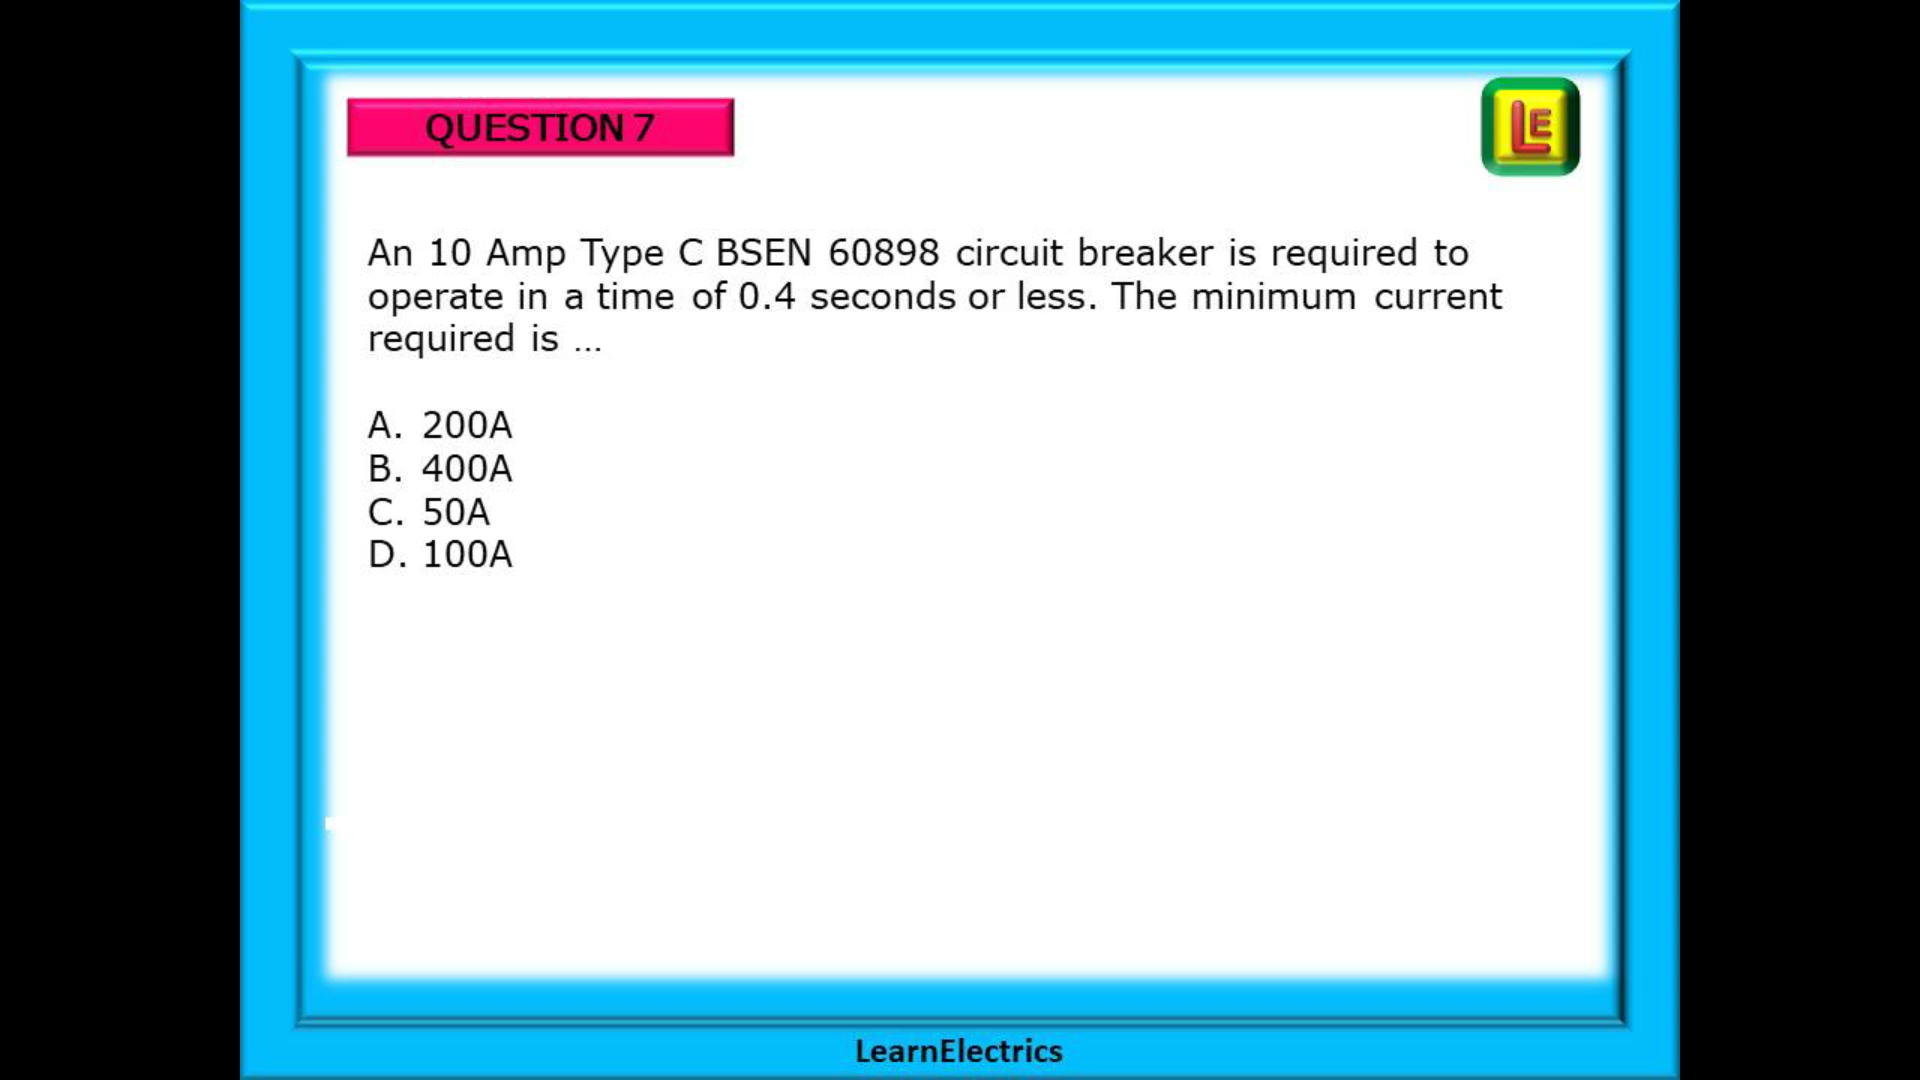 QUESTION 7
LE
An 10 Amp Type C BSEN 60898 circuit breaker is required to
operate in a time of 0.4 seconds or less. The minimum current
required is ...
A. 200A
B. 400A
C. 50A
D. 100A
LearnElectrics